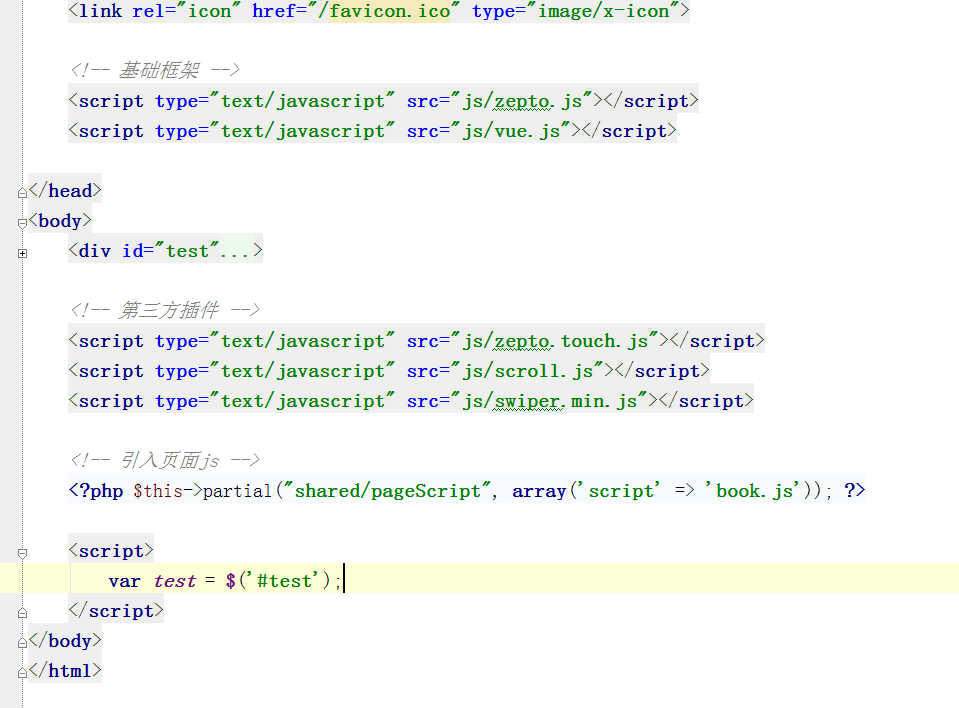 <link rel="icon" href="/favicon.ico" type="image/x-icon">
<!-- 基础框架 -->
<script type="text/javascript" src="js/zepto.js"></script>
<script type="text/javascript" src="js/vue.js"></script>
</head>
<body>
<div id="test"...>
<!-- 第三方插件 -->
<script type="text/javascript" src="js/zepto.touch.js"></script>
<script type="text/javascript" src="js/scroll.js"></script>
<script type="text/javascript" src="js/swiper.min.js"></script>
<!-- 引入页面js -->
<?php $this->partial("shared/pageScript", array('script' => 'book.js')); ?>
<script>
var test = $('#test');
</script>
</body>
</html>